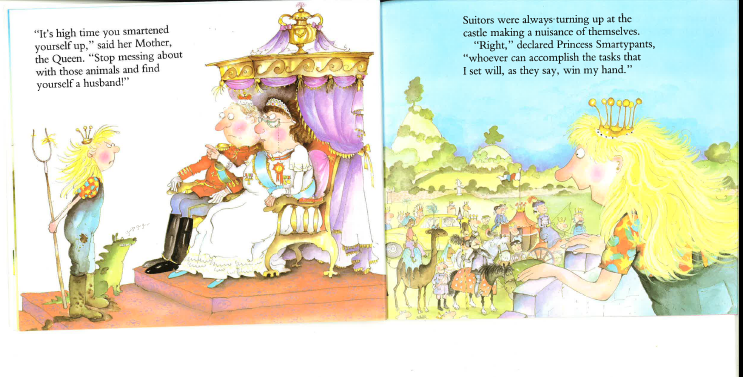 "It's high time you smartened
yourself up," said her Mother,
the Queen. "Stop messing about
with those animals and find
yourself a husband!"
Suitors were always turning up at the
castle making a nuisance of themselves.
"Right," declared Princess Smartypants,
"whoever can accomplish the tasks that
I set will, as they say, win my hand."